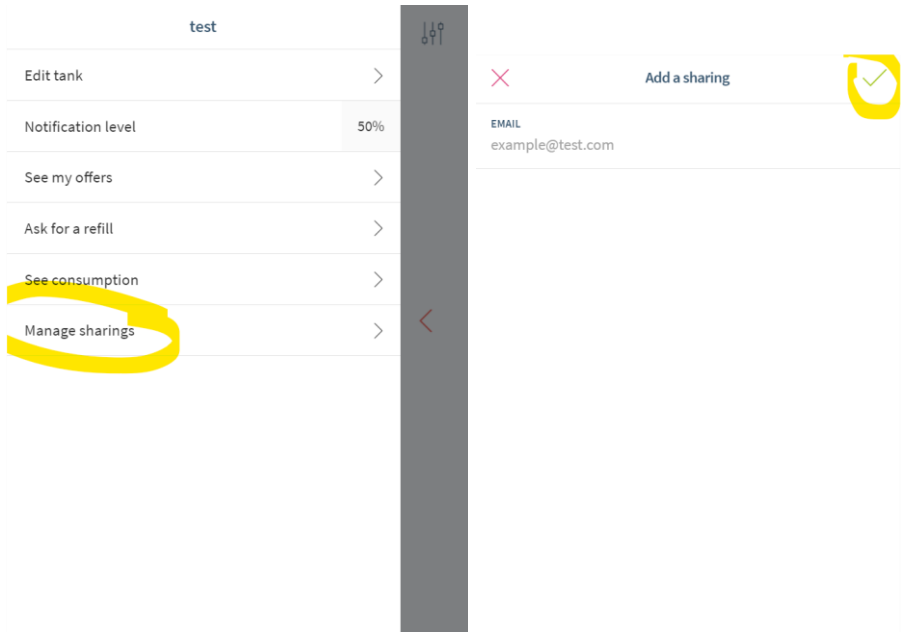 test
Edit tank
Notification level 50%
See my offers
Ask for a refill
See consumption
Manage sharings
Add a sharing
EMAIL
example@test.com